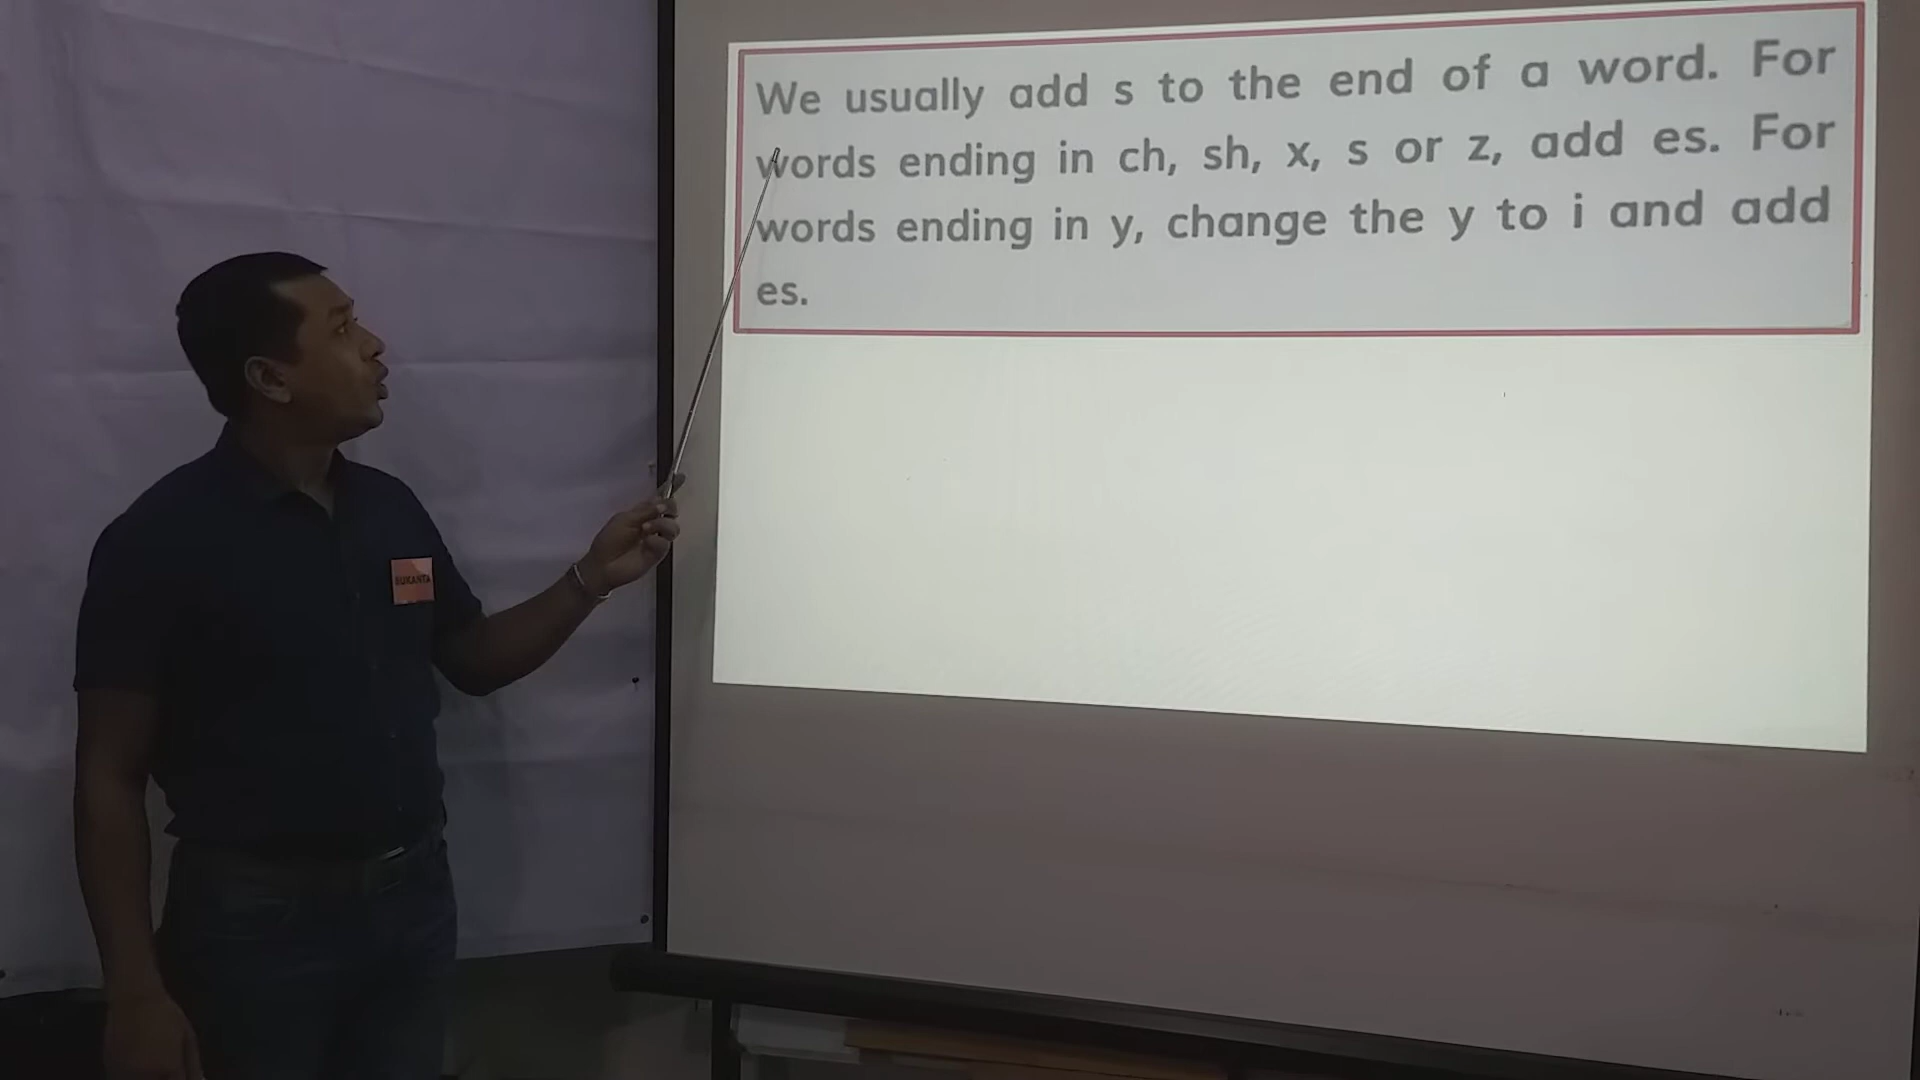 We usually add s to the end of a word. For
words ending in ch, sh, x, s or z, add es. For
words ending in y, change the y to i and add
es.
SUKANTA